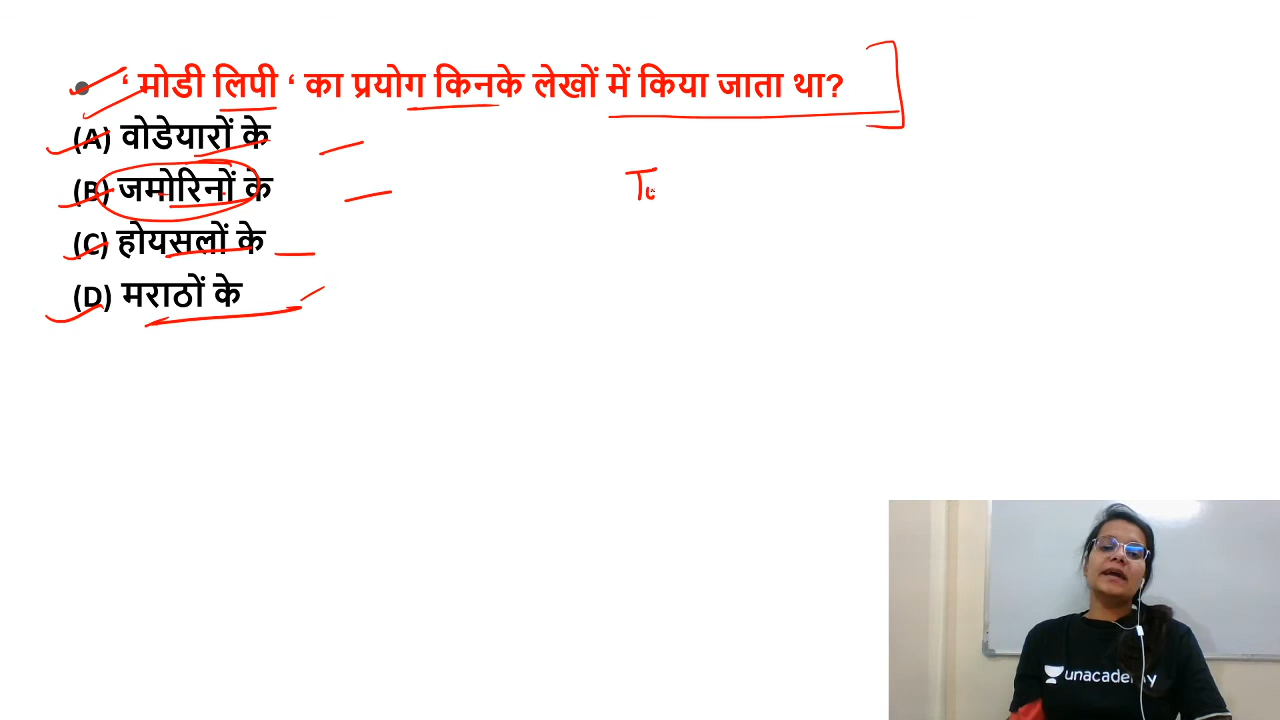 ‘ मोडी लिपी ‘ का प्रयोग किनके लेखों में किया जाता था?
(A) वोडेयारों के
(B) जमोरिनों के
(C) होयसलों के
(D) मराठों के
unacademy